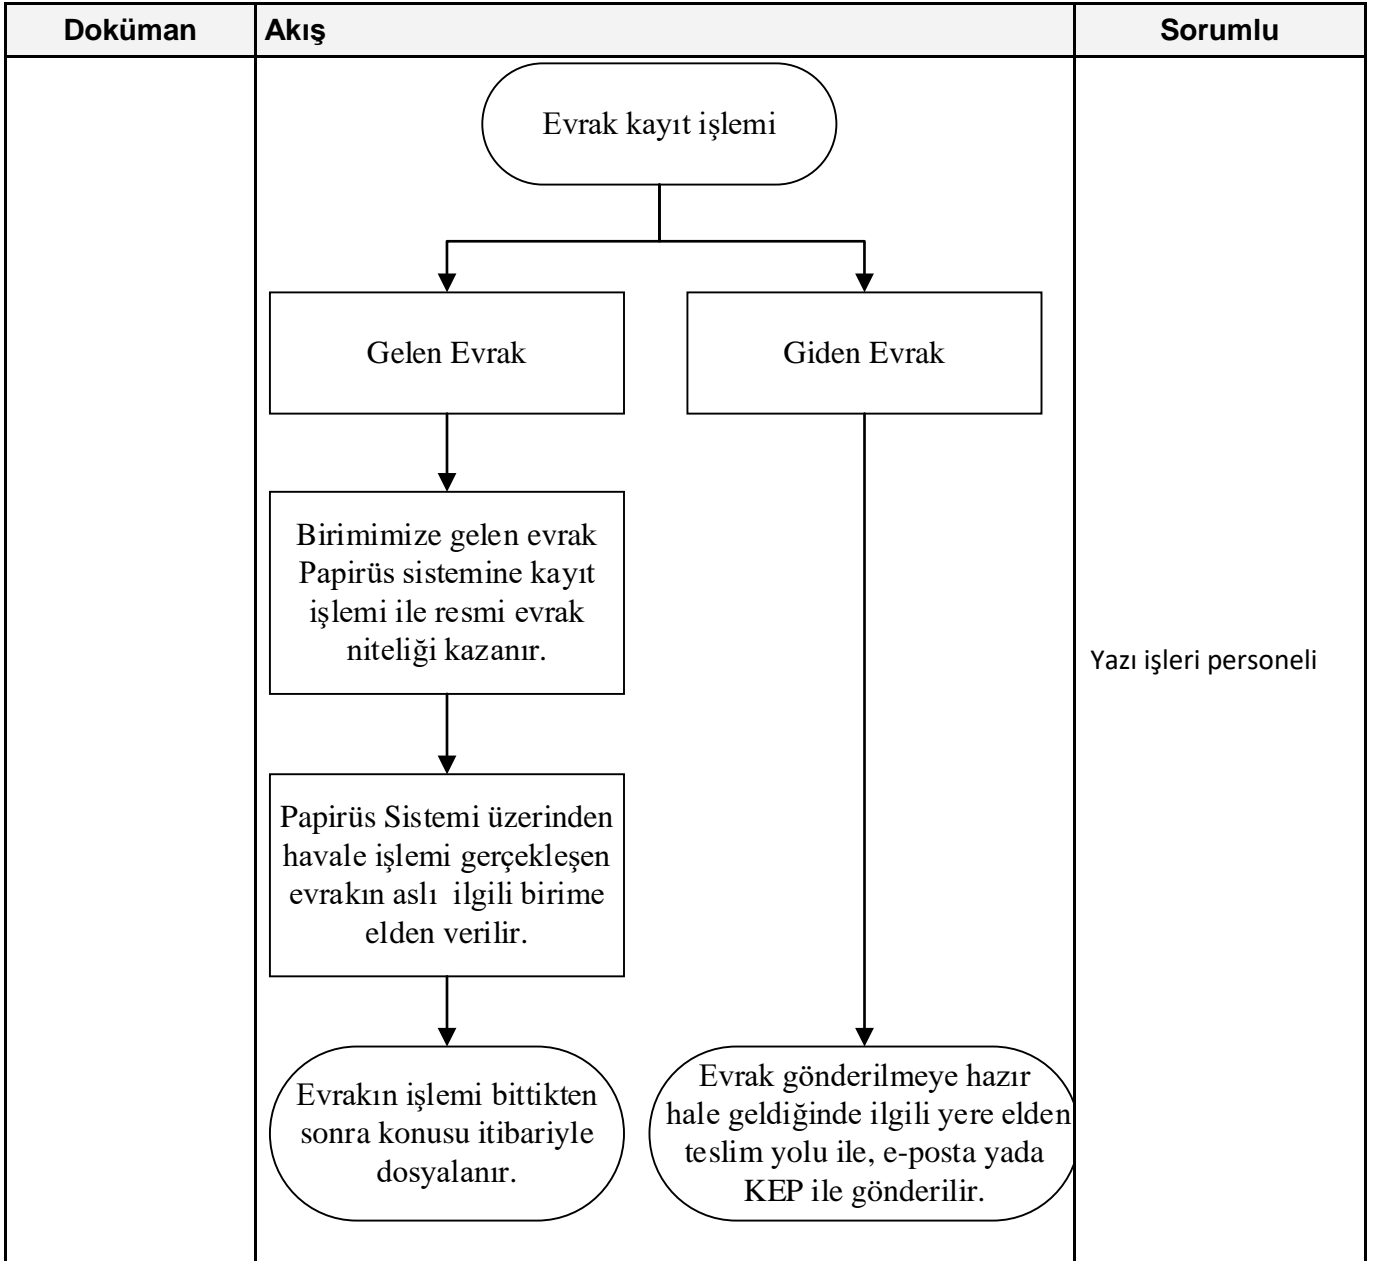 Doküman
Akış
Sorumlu
Evrak kayıt işlemi
Gelen Evrak
Giden Evrak
Birimimize gelen evrak
Papirüs sistemine kayıt
işlemi ile resmi evrak
niteliği kazanır.
Yazı işleri personeli
Papirüs Sistemi üzerinden
havale işlemi gerçekleşen
evrakın aslı  ilgili birime
elden verilir.
Evrakın işlemi bittikten
sonra konusu itibariyle
dosyalanır.
Evrak gönderilmeye hazır
hale geldiğinde ilgili yere elden
teslim yolu ile, e-posta yada
KEP ile gönderilir.